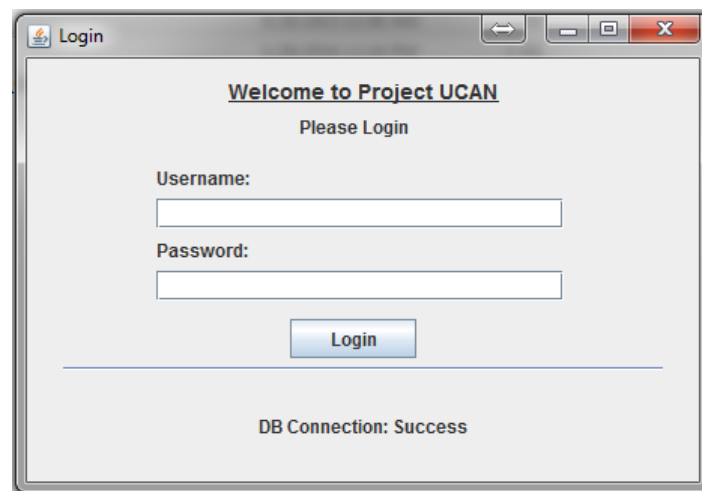 Login
Welcome to Project UCAN
Please Login
Username:
Password:
Login
DB Connection: Success